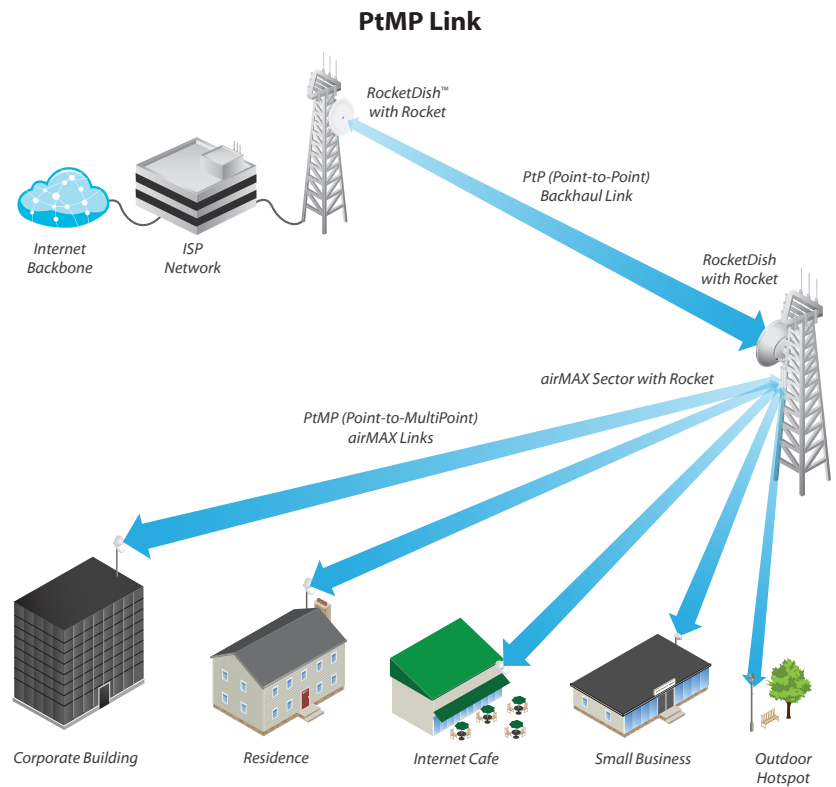 PtMP Link
RocketDish™
with Rocket
PtP (Point-to-Point)
Backhaul Link
Internet
Backbone
ISP
Network
RocketDish
with Rocket
airMAX Sector with Rocket
PtMP (Point-to-MultiPoint)
airMAX Links
Corporate Building
Residence
Internet Cafe
Small Business
Outdoor
Hotspot